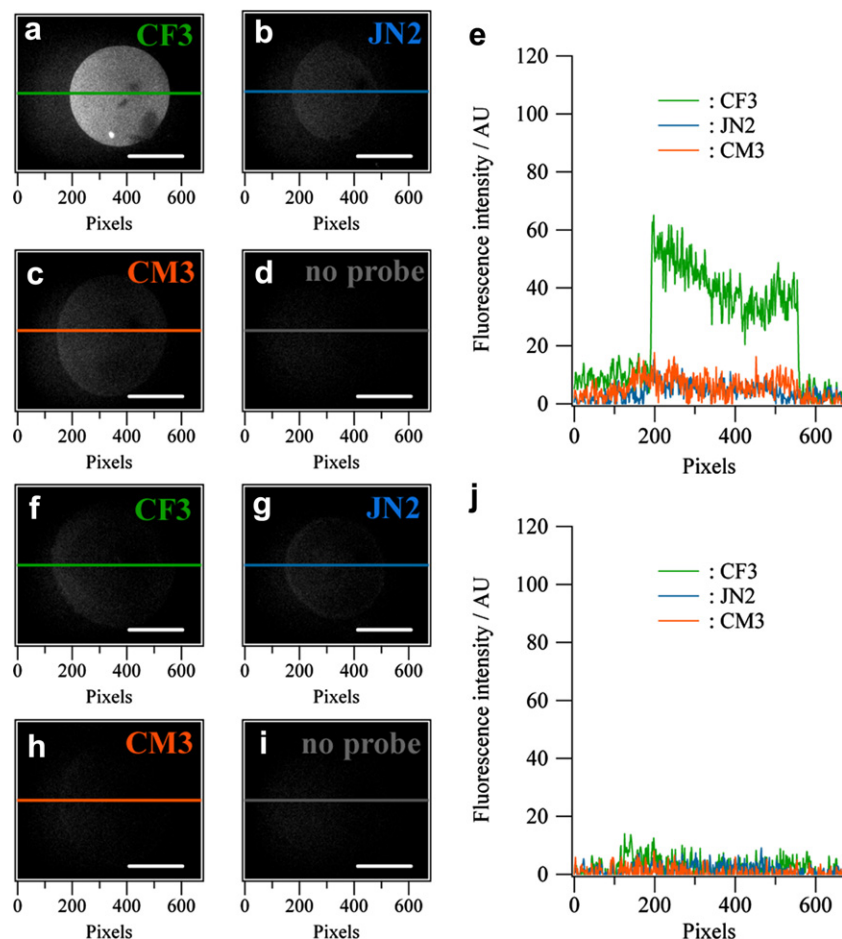 a CF3
0 200 400 600
Pixels
b JN2
0 200 400 600
Pixels
c CM3
0 200 400 600
Pixels
d no probe
0 200 400 600
Pixels
e
120
100
80
60
40
20
0
Fluorescence intensity / AU
: CF3
: JN2
: CM3
0 200 400 600
Pixels
f CF3
0 200 400 600
Pixels
g JN2
0 200 400 600
Pixels
h CM3
0 200 400 600
Pixels
i no probe
0 200 400 600
Pixels
j
120
100
80
60
40
20
0
Fluorescence intensity / AU
: CF3
: JN2
: CM3
0 200 400 600
Pixels